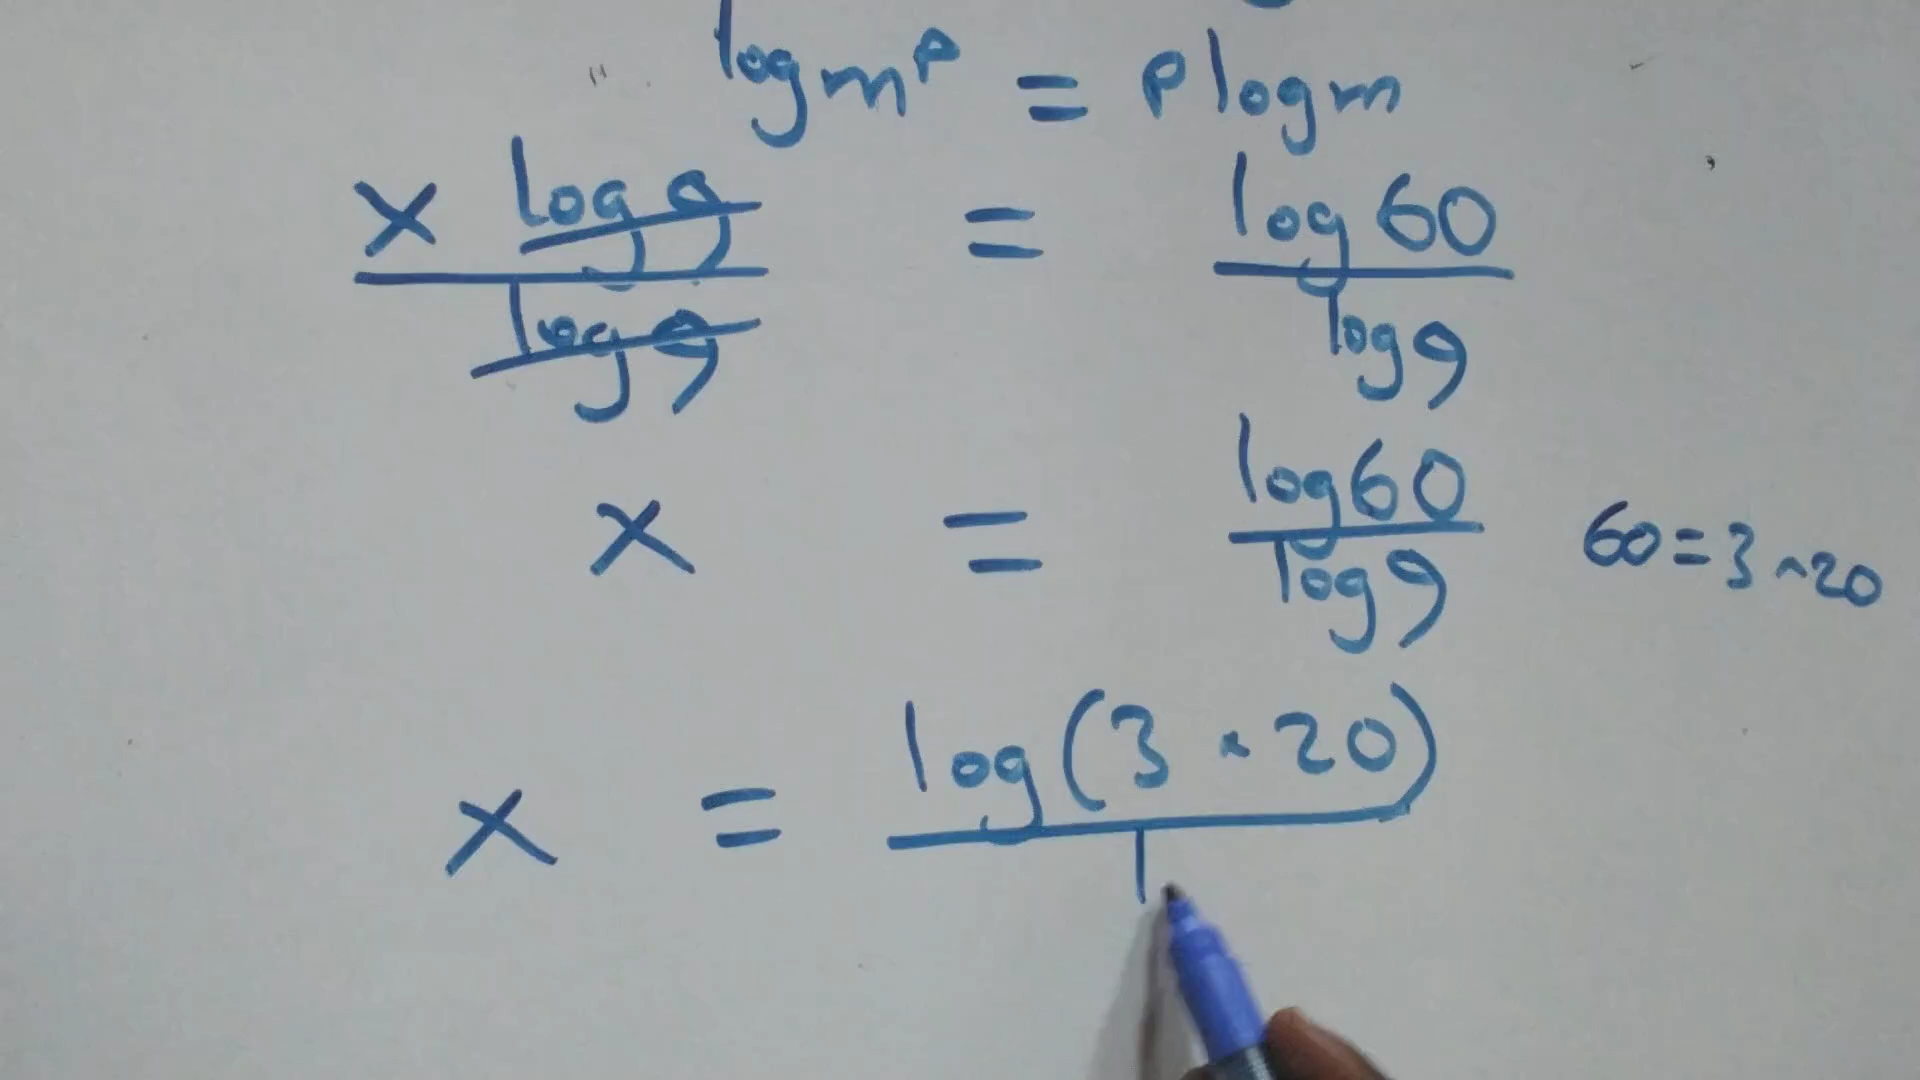 log m^P = P log m
x log 9 / log 9 = log 60 / log 9
x = log 60 / log 9
60 = 3 × 20
x = log (3 × 20) / l